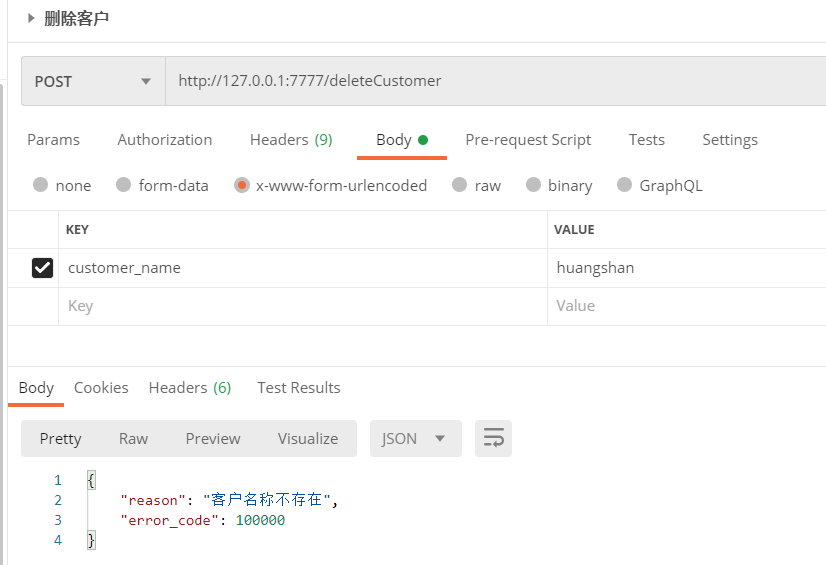 删除客户
POST http://127.0.0.1:7777/deleteCustomer
Params Authorization Headers (9) Body Pre-request Script Tests Settings
none form-data x-www-form-urlencoded raw binary GraphQL
KEY VALUE
customer_name huangshan
Key Value
Body Cookies Headers (6) Test Results
Pretty Raw Preview Visualize JSON
1 {
2 "reason": "客户名称不存在",
3 "error_code": 100000
4 }